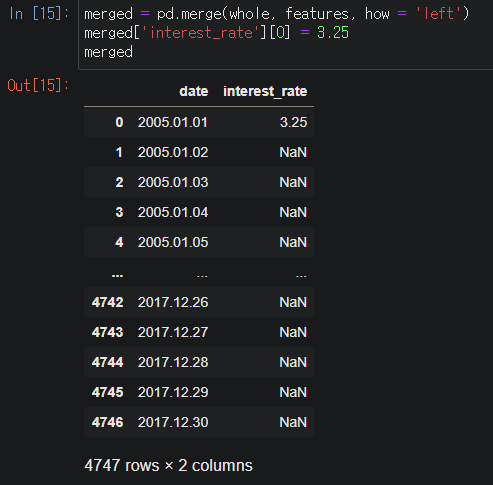 In [15]: merged = pd.merge(whole, features, how = 'left')
merged['interest_rate'][0] = 3.25
merged
Out[15]:
date interest_rate
0 2005.01.01 3.25
1 2005.01.02 NaN
2 2005.01.03 NaN
3 2005.01.04 NaN
4 2005.01.05 NaN
... ... ...
4742 2017.12.26 NaN
4743 2017.12.27 NaN
4744 2017.12.28 NaN
4745 2017.12.29 NaN
4746 2017.12.30 NaN
4747 rows × 2 columns